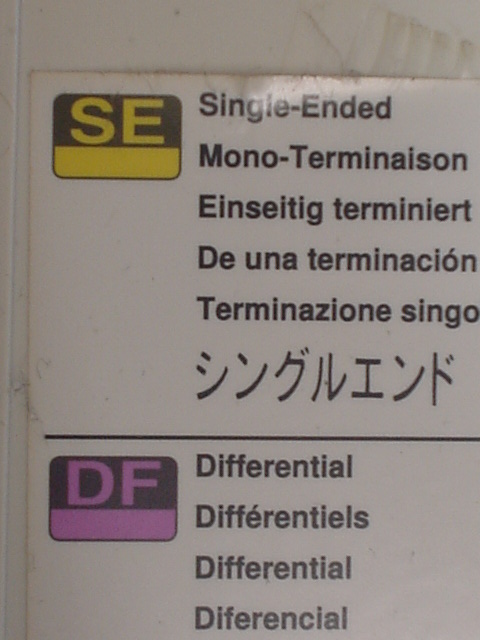 SE
Single-Ended
Mono-Terminaison
Einseitig terminiert
De una terminación
Terminazione singo
シングルエンド
DF
Differential
Différentiels
Differential
Diferencial